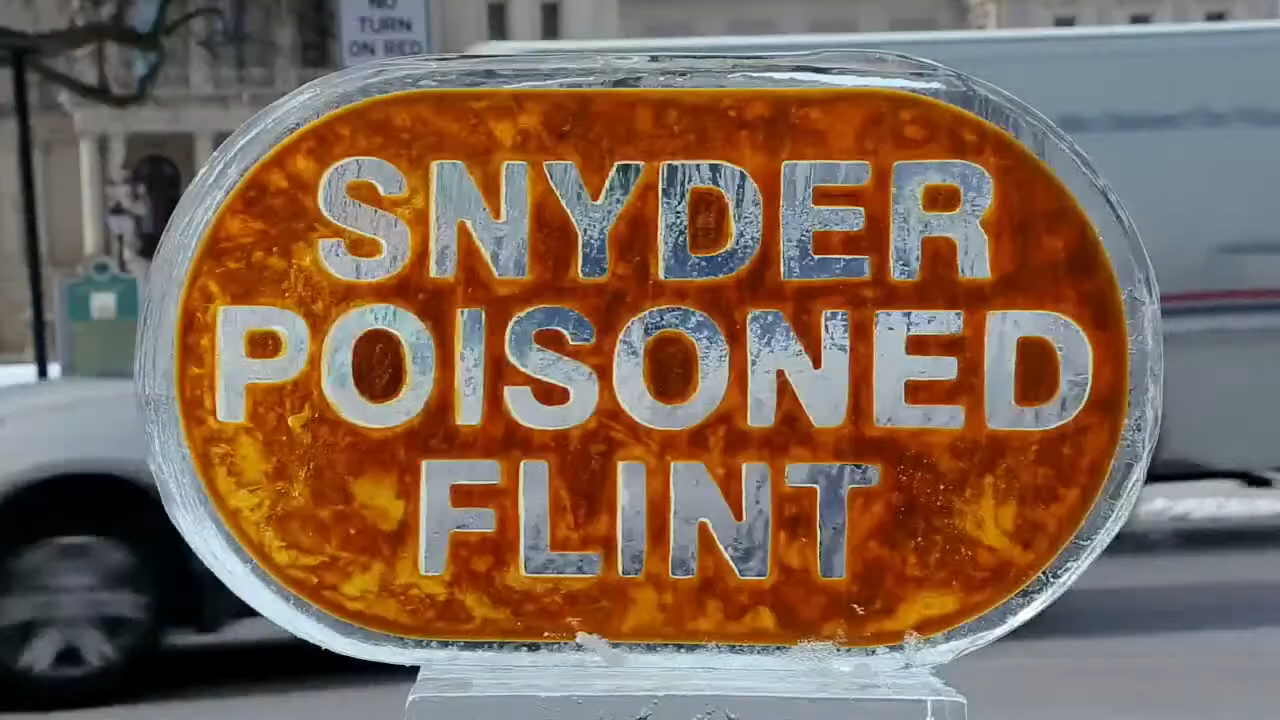 NO
TURN
ON RED
SNYDER
POISONED
FLINT